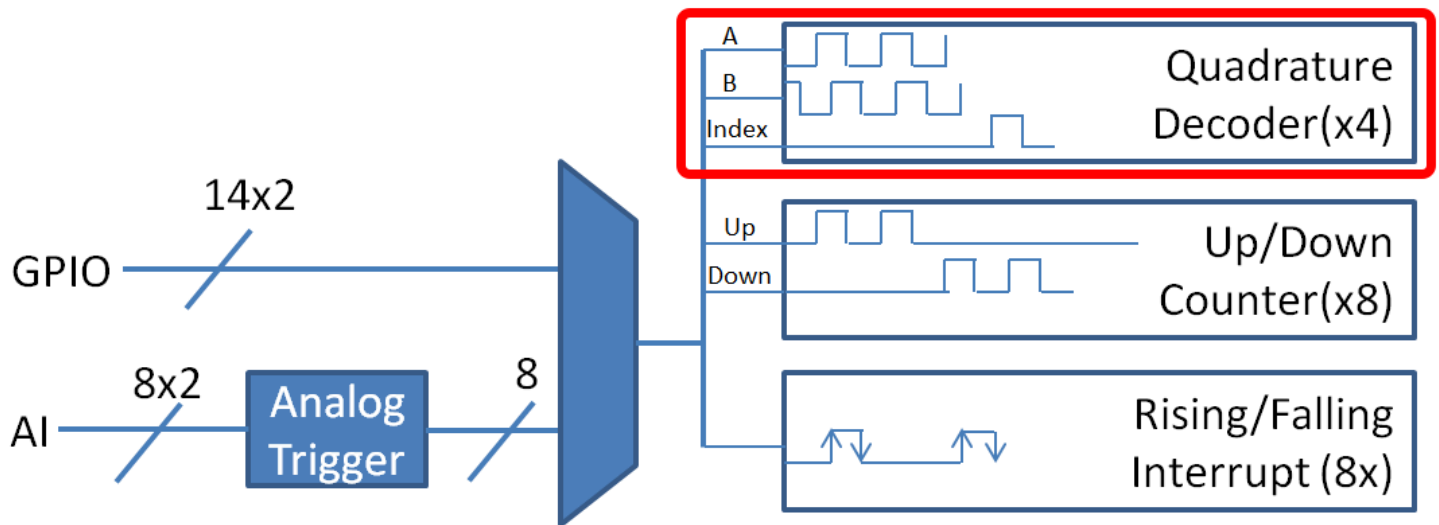 A
B
Index
Quadrature
Decoder(x4)
14x2
GPIO
Up
Down
Up/Down
Counter(x8)
8x2
AI
Analog
Trigger
8
Rising/Falling
Interrupt (8x)